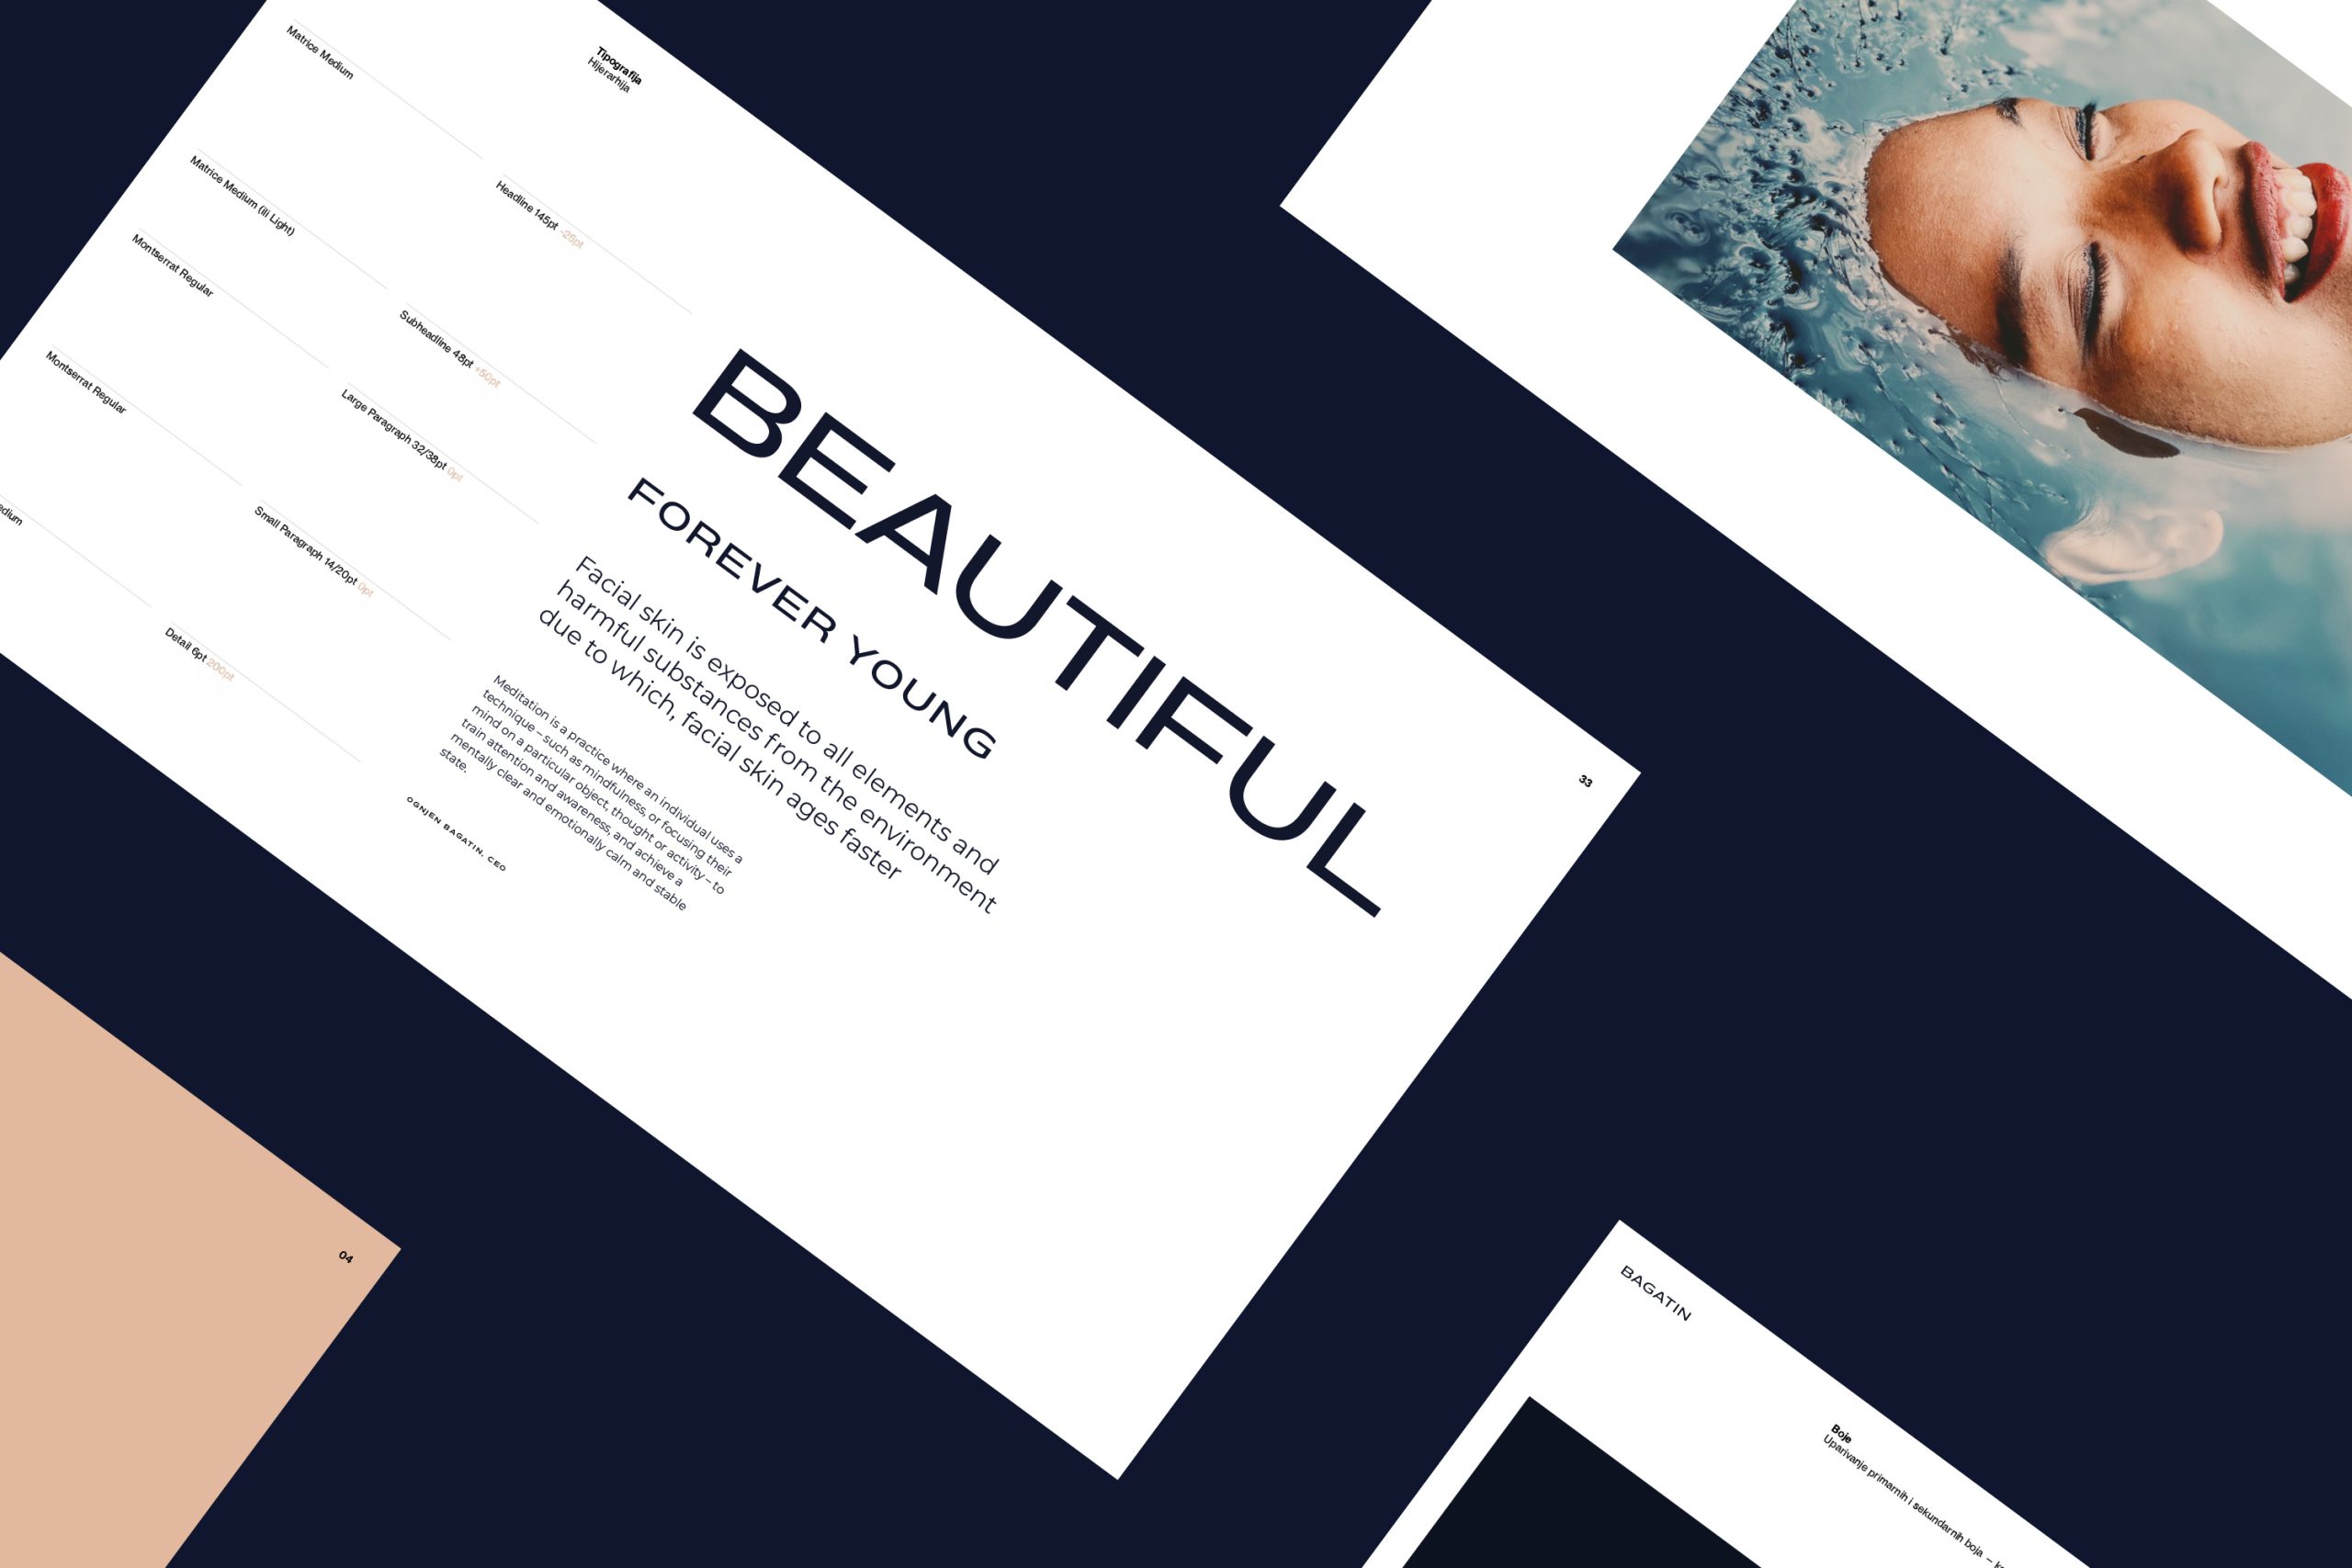 Tipografija
Hijerarhija
33
Matrice Medium
Headline 145pt -25pt
BEAUTIFUL
Matrice Medium (ili Light)
Subheadline 48pt +50pt
FOREVER YOUNG
Montserrat Regular
Large Paragraph 32/38pt 0pt
Facial skin is exposed to all elements and
harmful substances from the environment
due to which, facial skin ages faster
Montserrat Regular
Small Paragraph 14/20pt 0pt
Meditation is a practice where an individual uses a
technique – such as mindfulness, or focusing their
mind on a particular object, thought or activity – to
train attention and awareness, and achieve a
mentally clear and emotionally calm and stable
state.
edium
Detail 6pt 200pt
OGNJEN BAGATIN, CEO
04
BAGATIN
Boje
Uparivanje primarnih i sekundarnih boja –